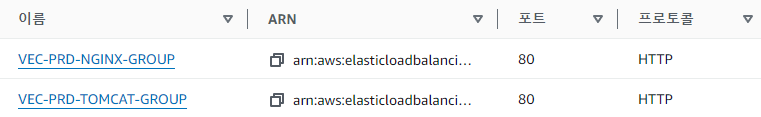 이름 ARN 포트 프로토콜
VEC-PRD-NGINX-GROUP arn:aws:elasticloadbalanci... 80 HTTP
VEC-PRD-TOMCAT-GROUP arn:aws:elasticloadbalanci... 80 HTTP